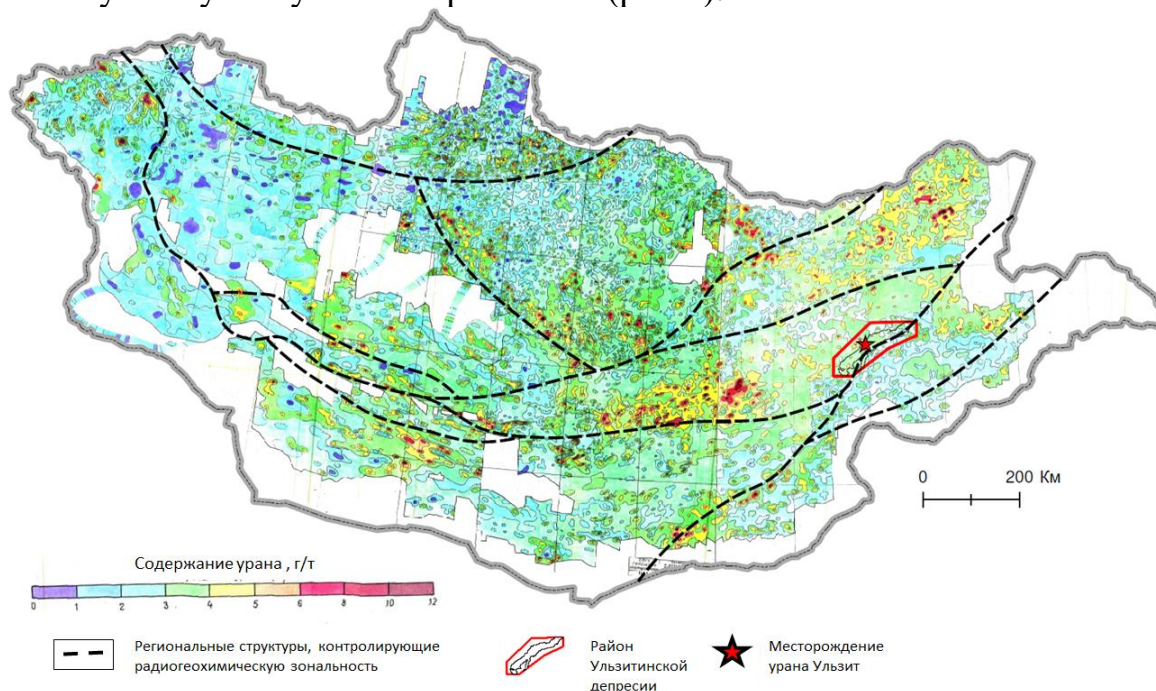 0 200 Км
Содержание урана , г/т
0 1 2 3 4 5 6 8 10 12
Региональные структуры, контролирующие
радиогеохимическую зональность
Район
Ульзитинской
депресии
Месторождение
урана Ульзит